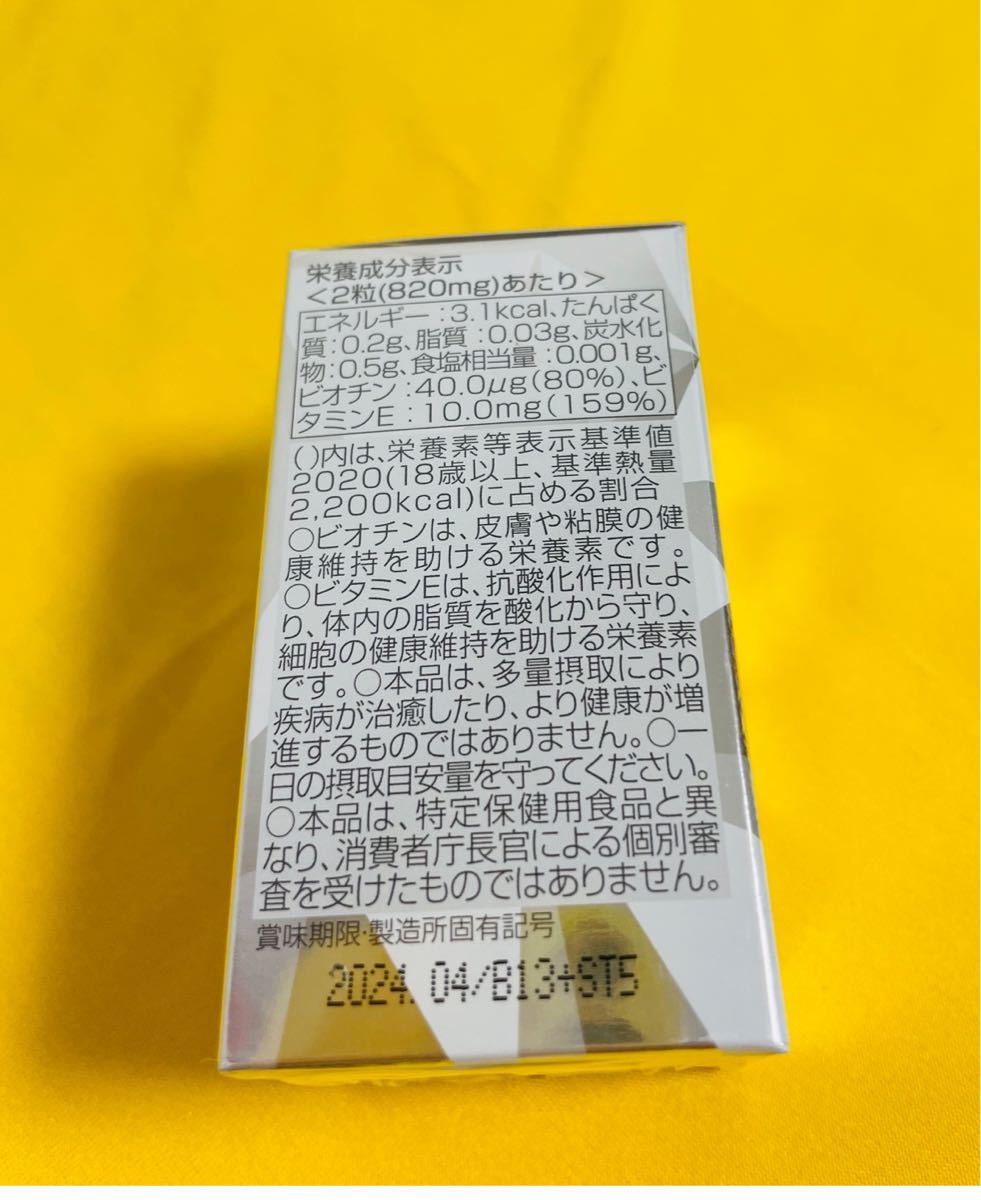 栄養成分表示
<2粒(820mg)あたり>
エネルギー:3.1kcal、たんぱく
質:0.2g、脂質:0.03g、炭水化
物:0.5g、食塩相当量:0.001g、
ビオチン:40.0μg(80%)、ビ
タミンE:10.0mg(159%)
()内は、栄養素等表示基準値
2020(18歳以上、基準熱量
2,200kcal)に占める割合
○ビオチンは、皮膚や粘膜の健
康維持を助ける栄養素です。
○ビタミンEは、抗酸化作用によ
り、体内の脂質を酸化から守り、
細胞の健康維持を助ける栄養素
です。○本品は、多量摂取により
疾病が治癒したり、より健康が増
進するものではありません。○一
日の摂取目安量を守ってください。
○本品は、特定保健用食品と異
なり、消費者庁長官による個別審
査を受けたものではありません。
賞味期限・製造所固有記号
2024.04/B13+ST5